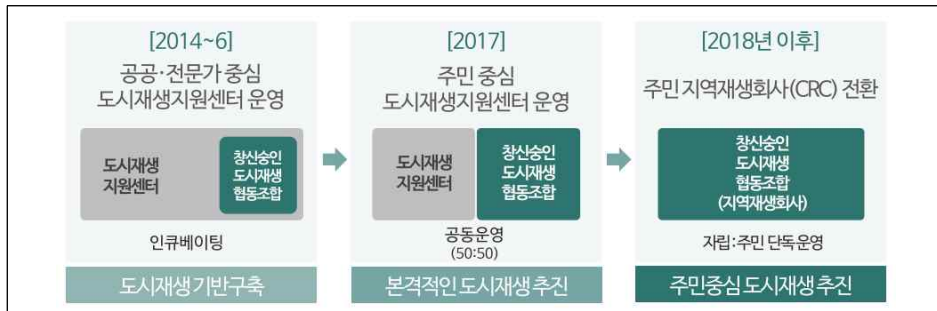 [2014~6]
공공·전문가 중심
도시재생지원센터 운영
도시재생
지원센터
창신숭인
도시재생
협동조합
인큐베이팅
도시재생 기반구축
[2017]
주민 중심
도시재생지원센터 운영
도시재생
지원센터
창신숭인
도시재생
협동조합
공동운영
(50:50)
본격적인 도시재생 추진
[2018년 이후]
주민 지역재생회사(CRC) 전환
창신숭인
도시재생
협동조합
(지역재생회사)
자립:주민 단독 운영
주민중심 도시재생 추진